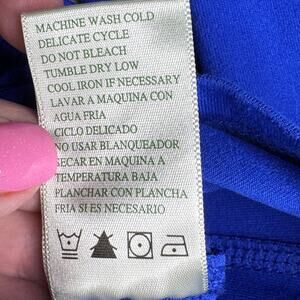 MACHINE WASH COLD
DELICATE CYCLE
DO NOT BLEACH
TUMBLE DRY LOW
COOL IRON IF NECESSARY
LAVAR A MAQUINA CON
AGUA FRIA
CICLO DELICADO
NO USAR BLANQUEADOR
SECAR EN MAQUINA A
TEMPERATURA BAJA
PLANCHAR CON PLANCHA
FRIA SI ES NECESARIO